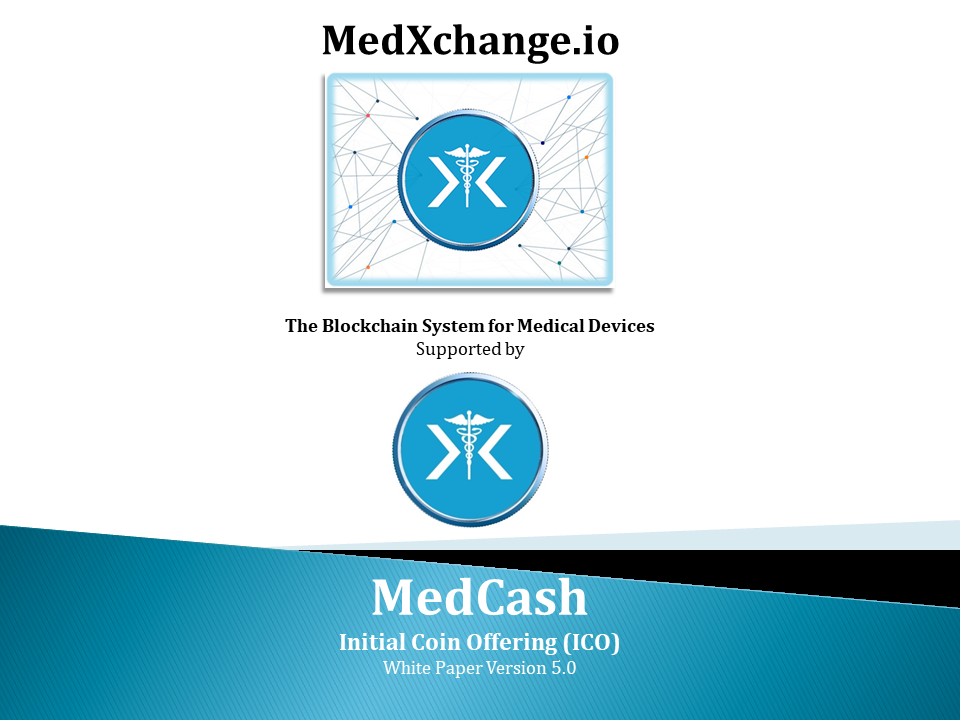 MedXchange.io
The Blockchain System for Medical Devices
Supported by
MedCash
Initial Coin Offering (ICO)
White Paper Version 5.0